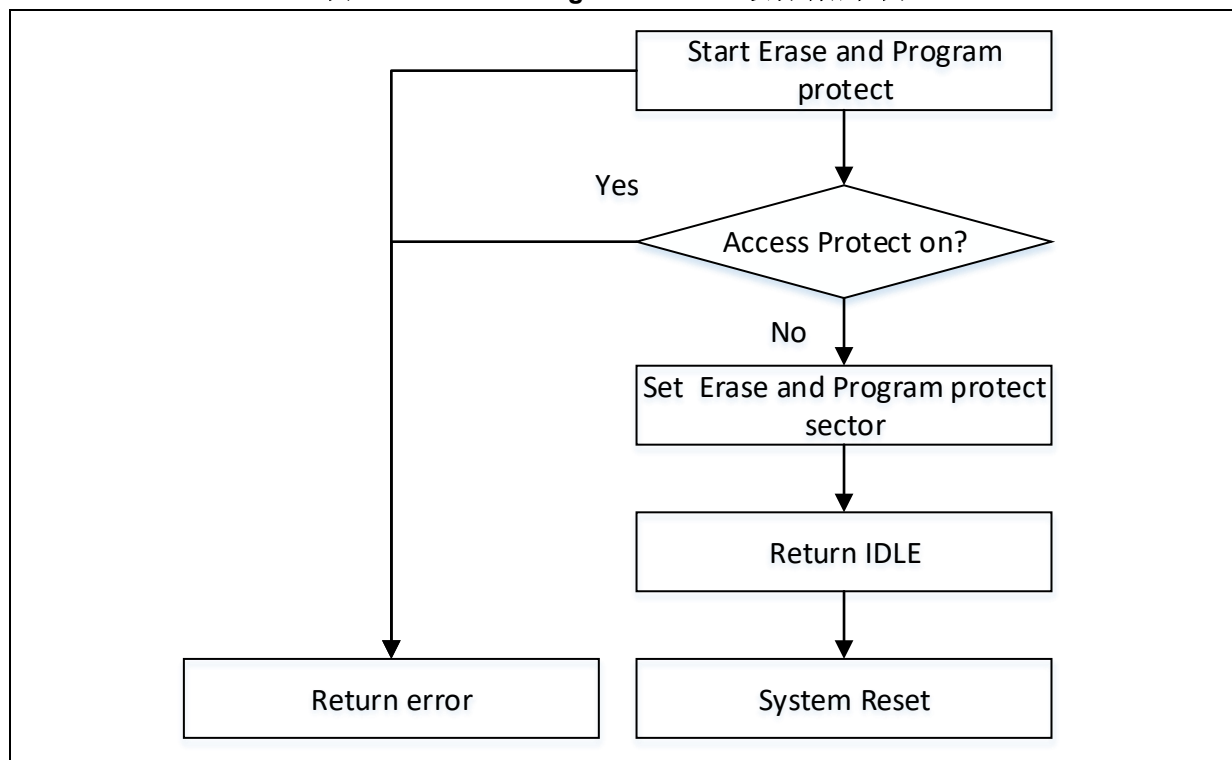 Start Erase and Program
protect
Yes
Access Protect on?
No
Set Erase and Program protect
sector
Return IDLE
Return error
System Reset